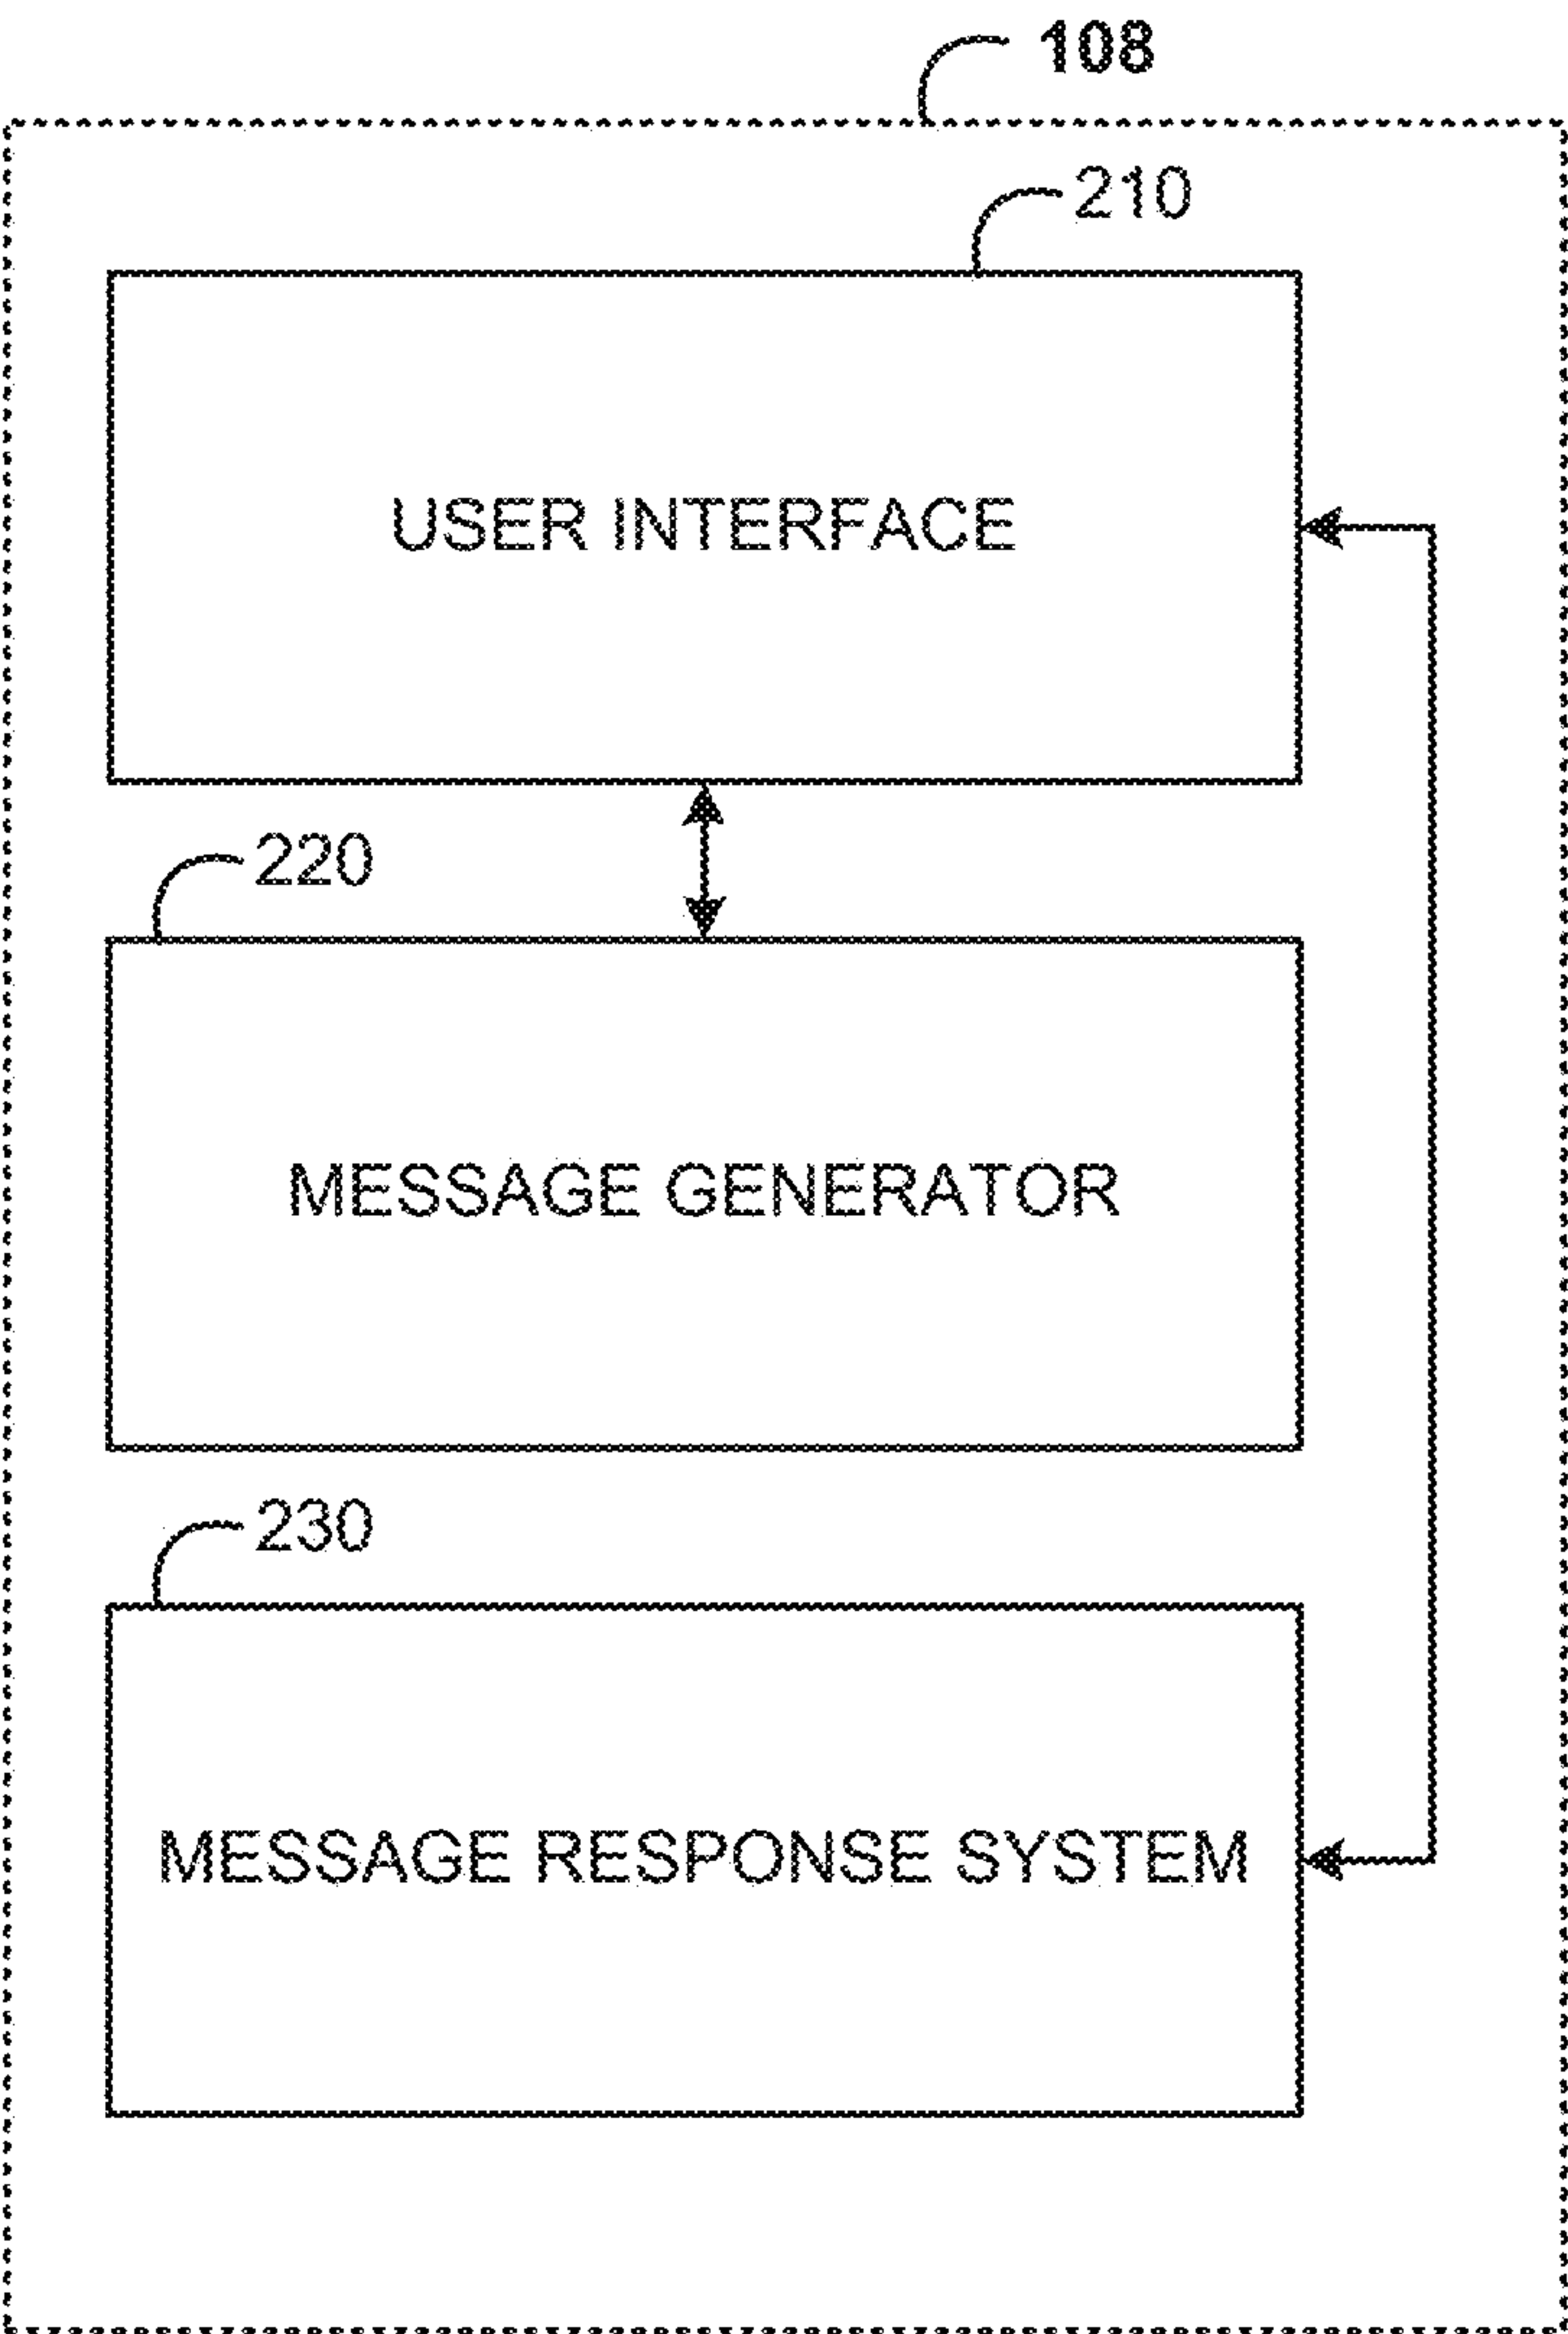 108
210
USER INTERFACE
220
MESSAGE GENERATOR
230
MESSAGE RESPONSE SYSTEM